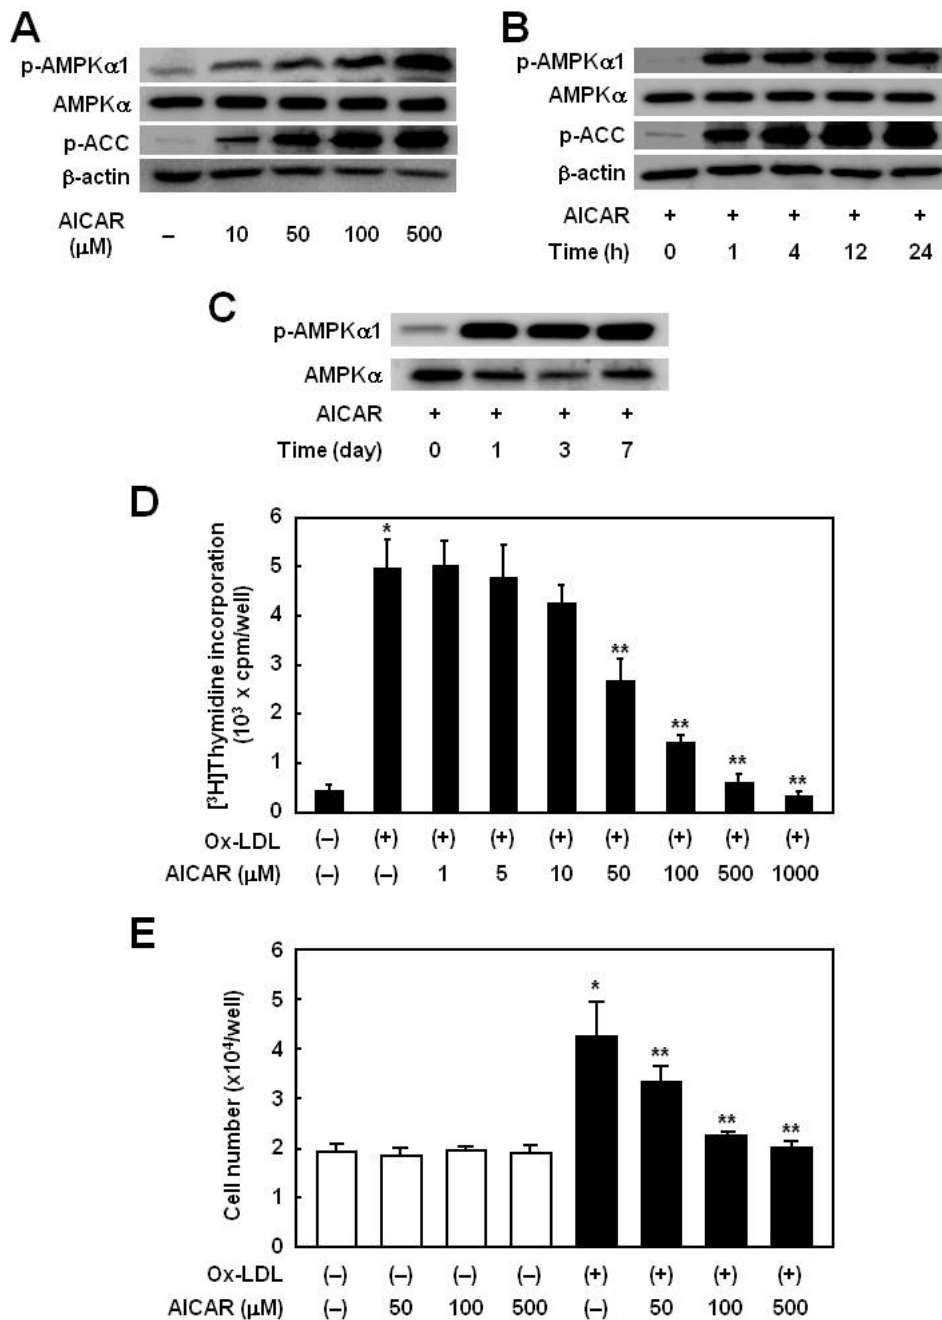 A
p-AMPKα1
AMPKα
p-ACC
β-actin
AICAR (μM) – 10 50 100 500
B
p-AMPKα1
AMPKα
p-ACC
β-actin
AICAR + + + + +
Time (h) 0 1 4 12 24
C
p-AMPKα1
AMPKα
AICAR + + + +
Time (day) 0 1 3 7
D
[³H]Thymidine incorporation
(10³ x cpm/well)
6
5
4
3
2
1
0
*
**
**
**
**
Ox-LDL (–) (+) (+) (+) (+) (+) (+) (+) (+)
AICAR (μM) (–) (–) 1 5 10 50 100 500 1000
E
Cell number (x10⁴/well)
6
5
4
3
2
1
0
*
**
**
**
Ox-LDL (–) (–) (–) (–) (+) (+) (+) (+)
AICAR (μM) (–) 50 100 500 (–) 50 100 500